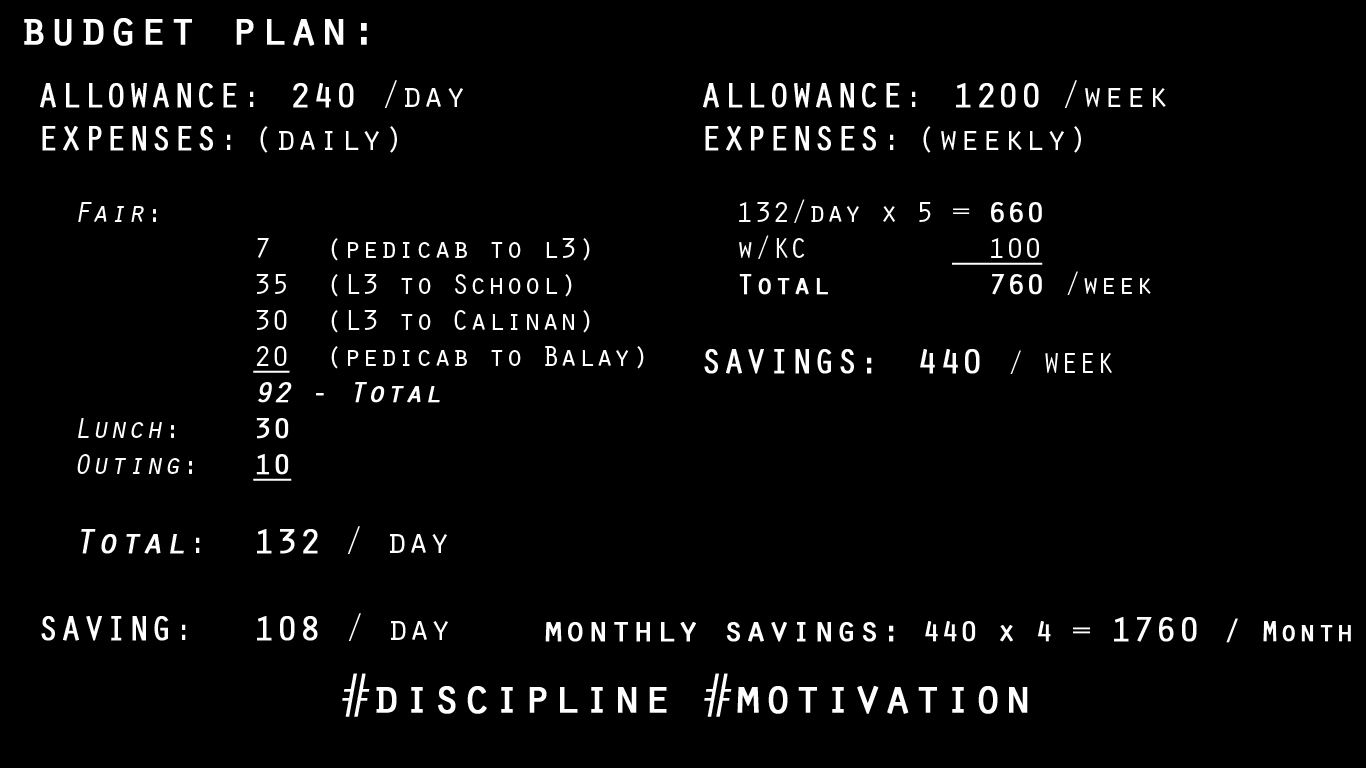 BUDGET PLAN:
ALLOWANCE: 240 /DAY
EXPENSES: (DAILY)
FAIR:
7 (PEDICAB TO L3)
35 (L3 TO SCHOOL)
30 (L3 TO CALINAN)
20 (PEDICAB TO BALAY)
92 - TOTAL
LUNCH: 30
OUTING: 10
TOTAL: 132 / DAY
SAVING: 108 / DAY
ALLOWANCE: 1200 /WEEK
EXPENSES: (WEEKLY)
132/DAY X 5 = 660
W/KC 100
TOTAL 760 /WEEK
SAVINGS: 440 / WEEK
MONTHLY SAVINGS: 440 X 4 = 1760 / MONTH
#DISCIPLINE #MOTIVATION